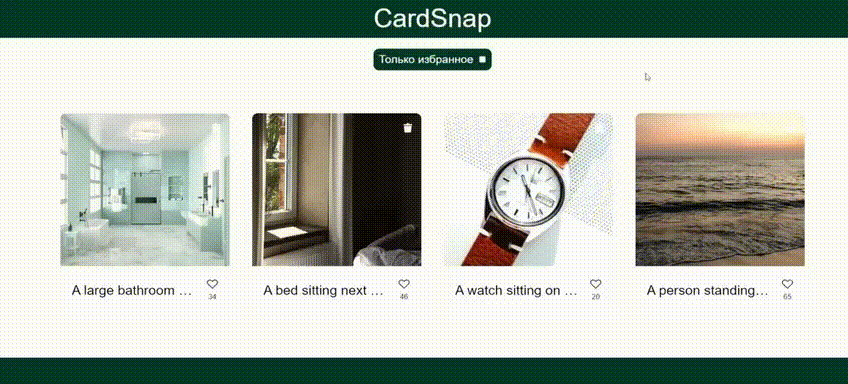 CardSnap
Только избранное
A large bathroom ...
34
A bed sitting next ...
46
A watch sitting on ...
20
A person standing...
65